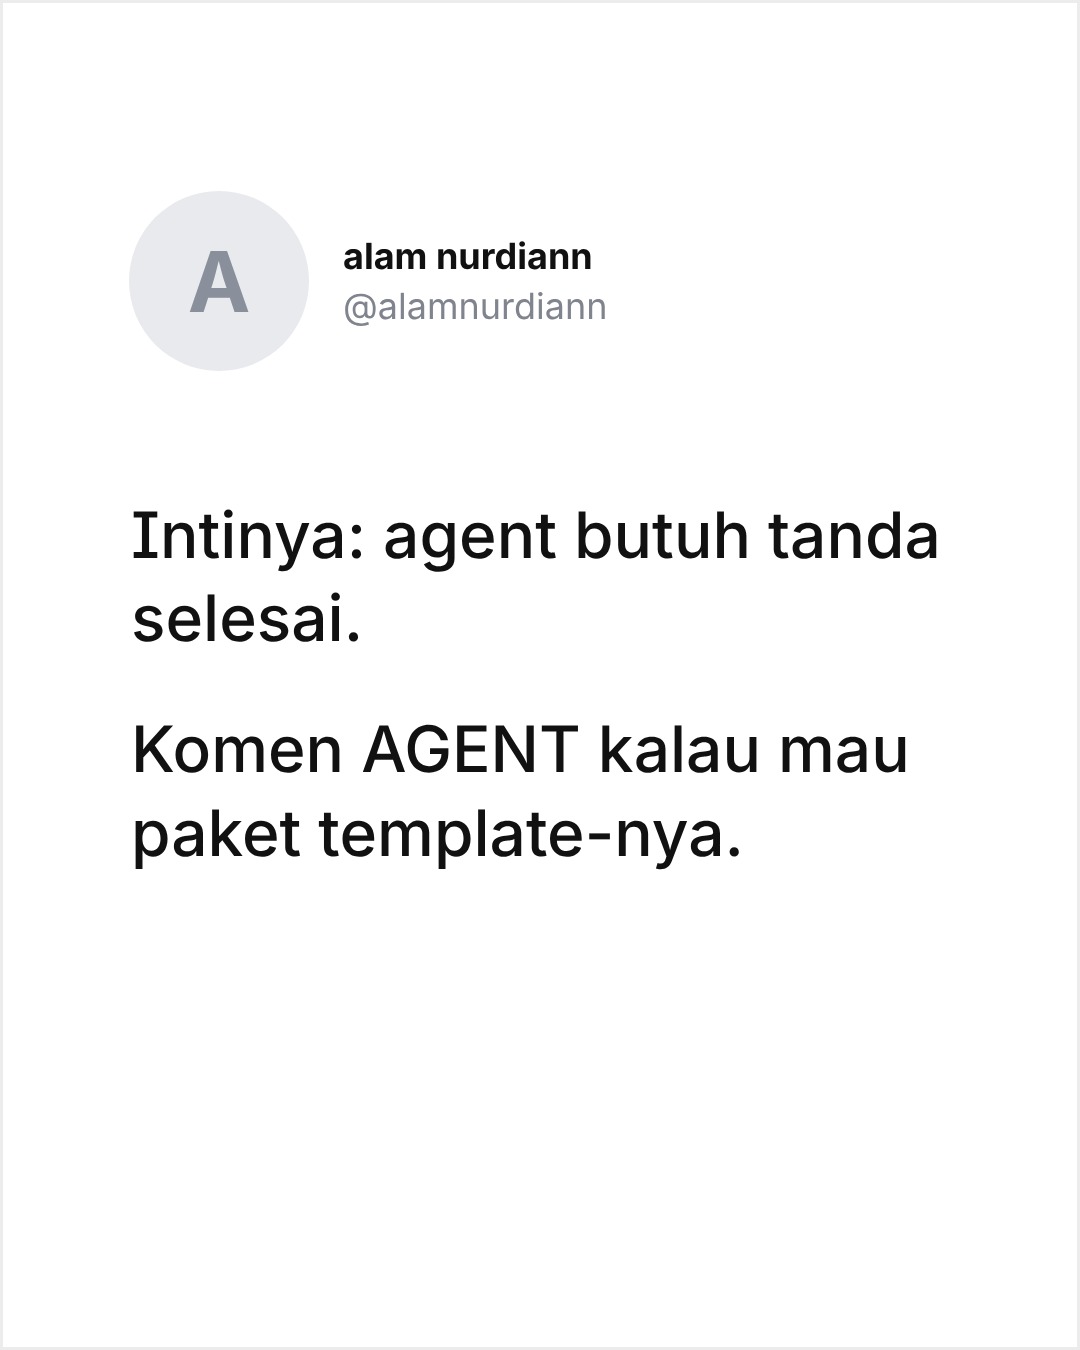 A
alam nurdiann
@alamnurdiann
Intinya: agent butuh tanda
selesai.
Komen AGENT kalau mau
paket template-nya.